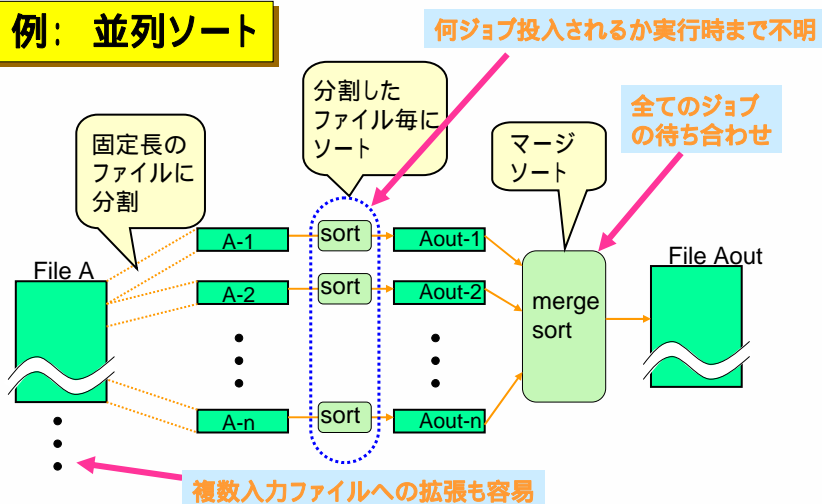 例: 並列ソート
何ジョブ投入されるか実行時まで不明
分割した
ファイル毎に
ソート
全てのジョブ
の待ち合わせ
固定長の
ファイルに
分割
マージ
ソート
File A
A-1
sort
Aout-1
A-2
sort
Aout-2
A-n
sort
Aout-n
merge
sort
File Aout
複数入力ファイルへの拡張も容易